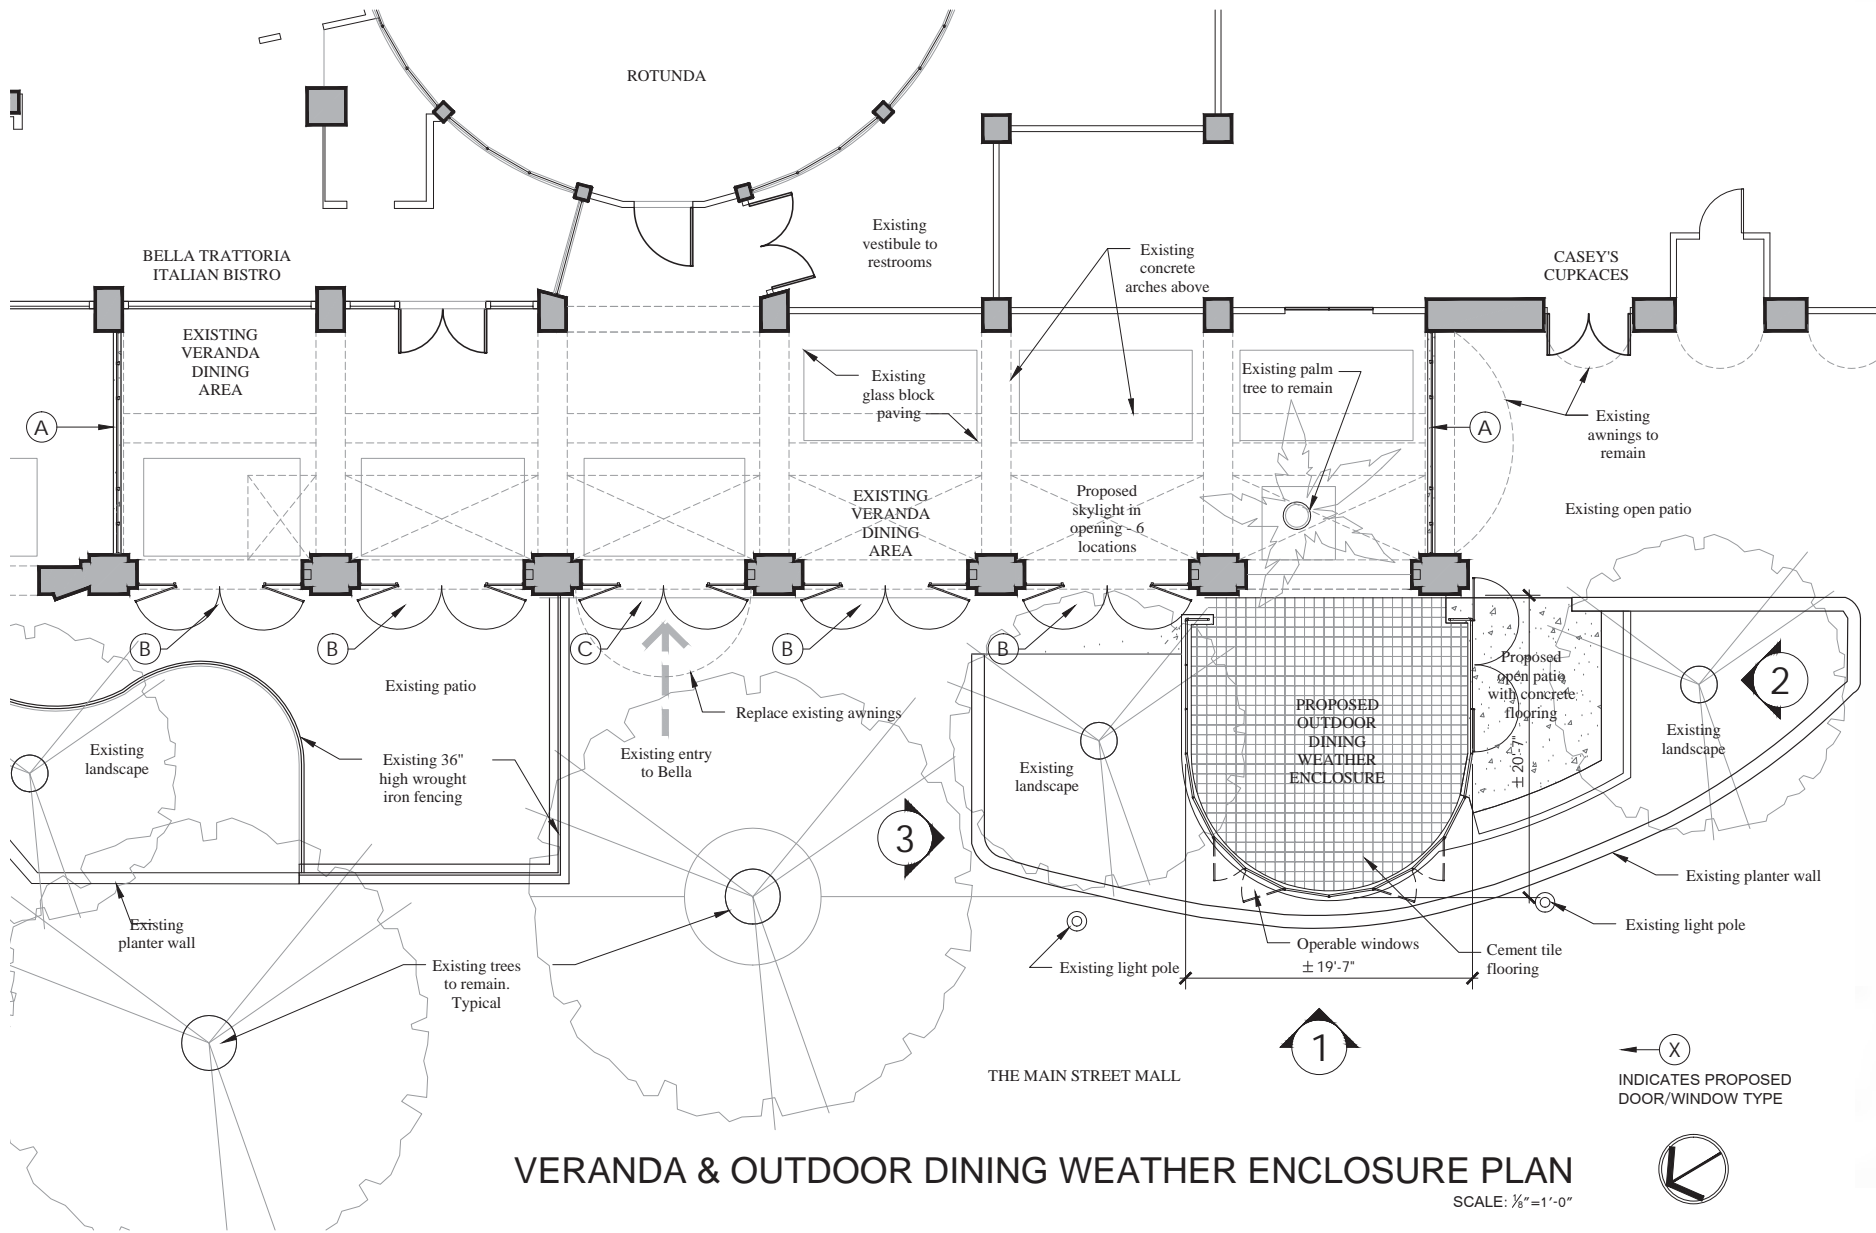 ROTUNDA
BELLA TRATTORIA
ITALIAN BISTRO
Existing
vestibule to
restrooms
Existing
concrete
arches above
CASEY'S
CUPKACES
EXISTING
VERANDA
DINING
AREA
Existing
glass block
paving
Existing palm
tree to remain
A
A
Existing
awnings to
remain
EXISTING
VERANDA
DINING
AREA
Proposed
skylight in
opening - 6
locations
Existing open patio
B
B
C
B
B
Existing patio
Replace existing awnings
Existing
landscape
Existing 36"
high wrought
iron fencing
Existing entry
to Bella
Existing
landscape
PROPOSED
OUTDOOR
DINING
WEATHER
ENCLOSURE
Proposed
open patio
with concrete
flooring
± 20'-7"
Existing
landscape
2
3
Existing planter wall
Existing
planter wall
Existing light pole
Existing trees
to remain.
Typical
Existing light pole
Operable windows
± 19'-7"
Cement tile
flooring
1
THE MAIN STREET MALL
X
INDICATES PROPOSED
DOOR/WINDOW TYPE
VERANDA & OUTDOOR DINING WEATHER ENCLOSURE PLAN
SCALE: ⅛"=1'-0"